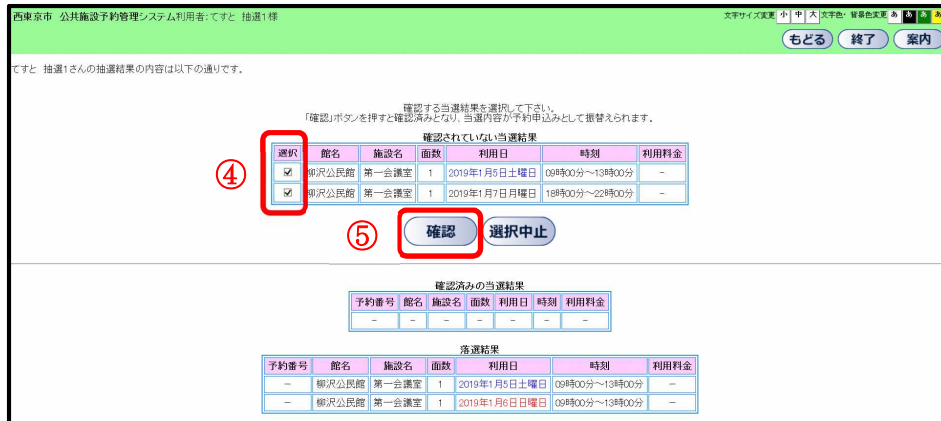 西東京市 公共施設予約管理システム利用者:てすと 抽選1様 文字サイズ変更 小 中 大 文字色・背景色変更 あ あ あ あ
もどる 終了 案内
てすと 抽選1さんの抽選結果の内容は以下の通りです。
確認する当選結果を選択して下さい。
「確認」ボタンを押すと確認済みとなり、当選内容が予約申込みとして振替えられます。
確認されていない当選結果
選択 館名 施設名 面数 利用日 時刻 利用料金
④ 柳沢公民館 第一会議室 1 2019年1月5日土曜日 09時00分～13時00分 －
柳沢公民館 第一会議室 1 2019年1月7日月曜日 18時00分～22時00分 －
⑤ 確認 選択中止
確認済みの当選結果
予約番号 館名 施設名 面数 利用日 時刻 利用料金
－ － － － － － －
落選結果
予約番号 館名 施設名 面数 利用日 時刻 利用料金
－ 柳沢公民館 第一会議室 1 2019年1月5日土曜日 09時00分～13時00分 －
－ 柳沢公民館 第一会議室 1 2019年1月6日日曜日 09時00分～13時00分 －